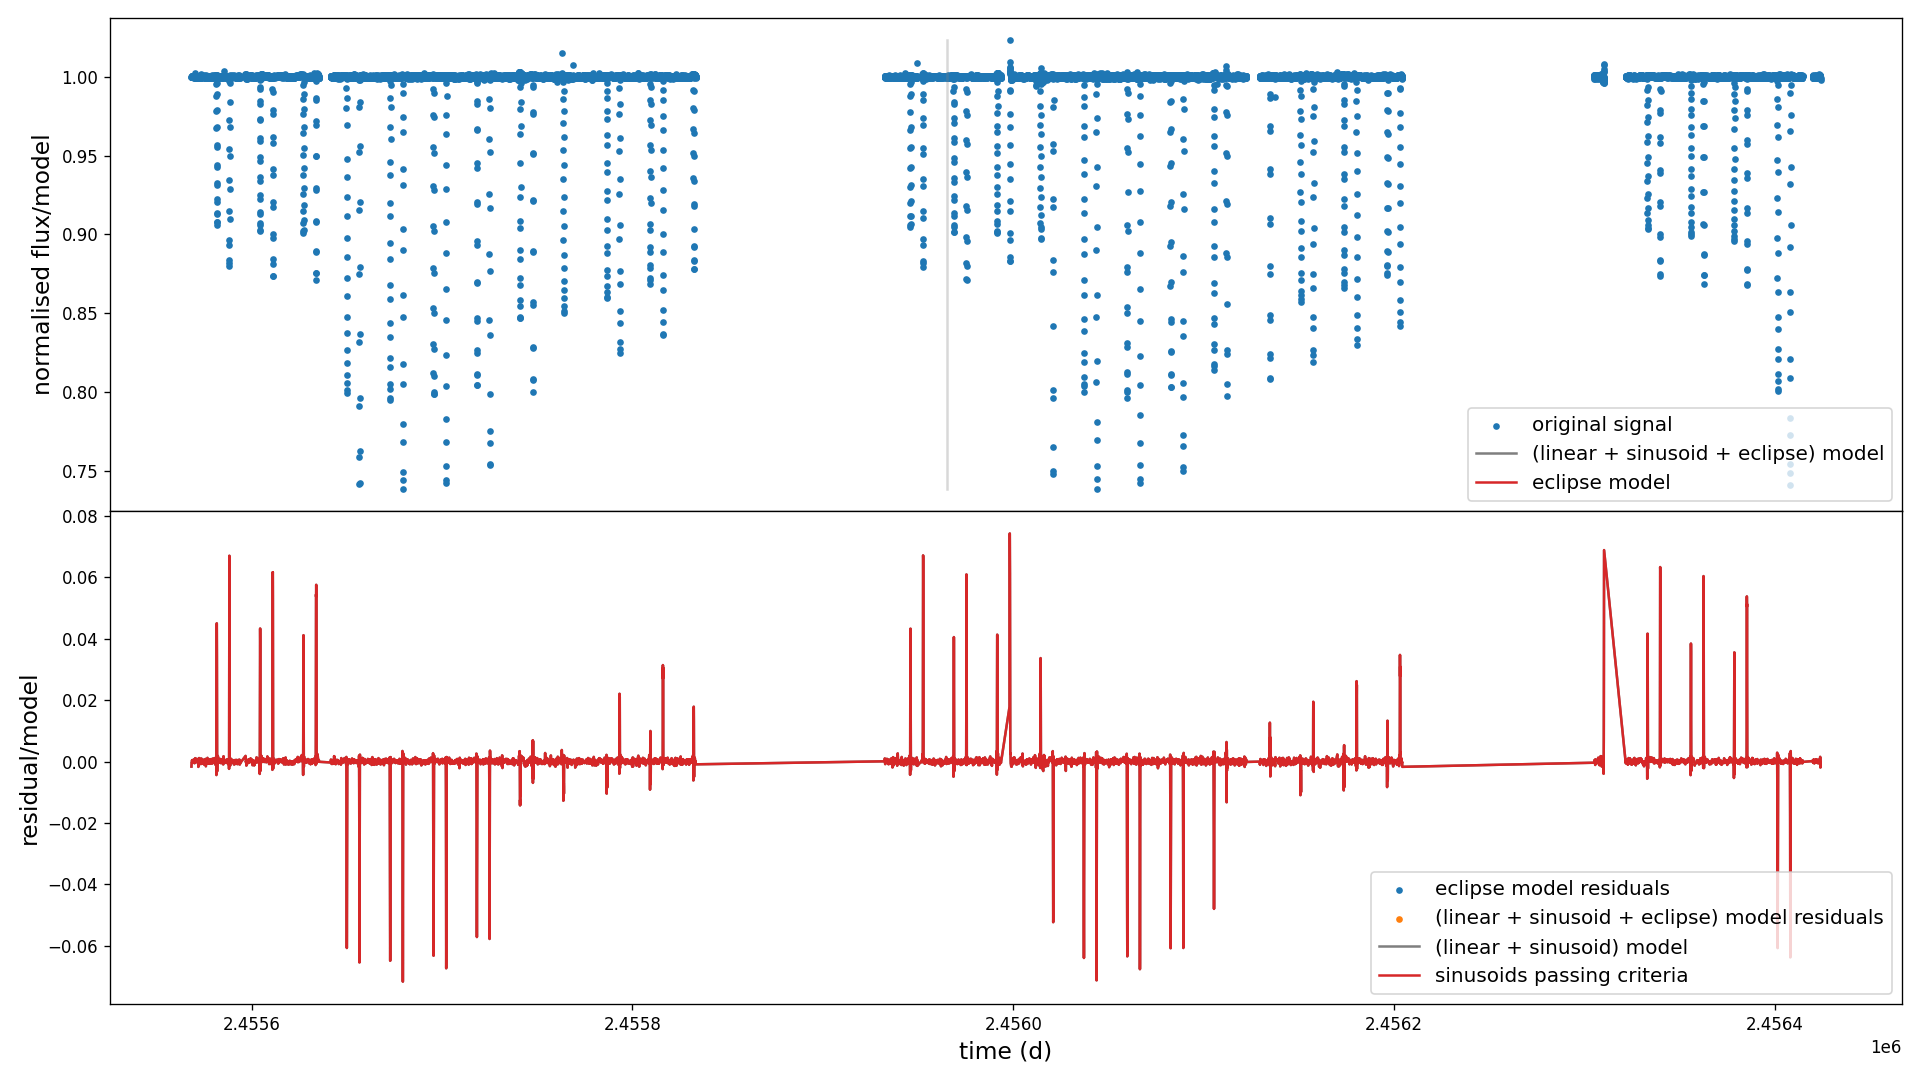 normalised flux/model
1.00
0.95
0.90
0.85
0.80
0.75
original signal
(linear + sinusoid + eclipse) model
eclipse model
residual/model
0.08
0.06
0.04
0.02
0.00
−0.02
−0.04
−0.06
eclipse model residuals
(linear + sinusoid + eclipse) model residuals
(linear + sinusoid) model
sinusoids passing criteria
2.4556
2.4558
2.4560
2.4562
2.4564
time (d)
1e6